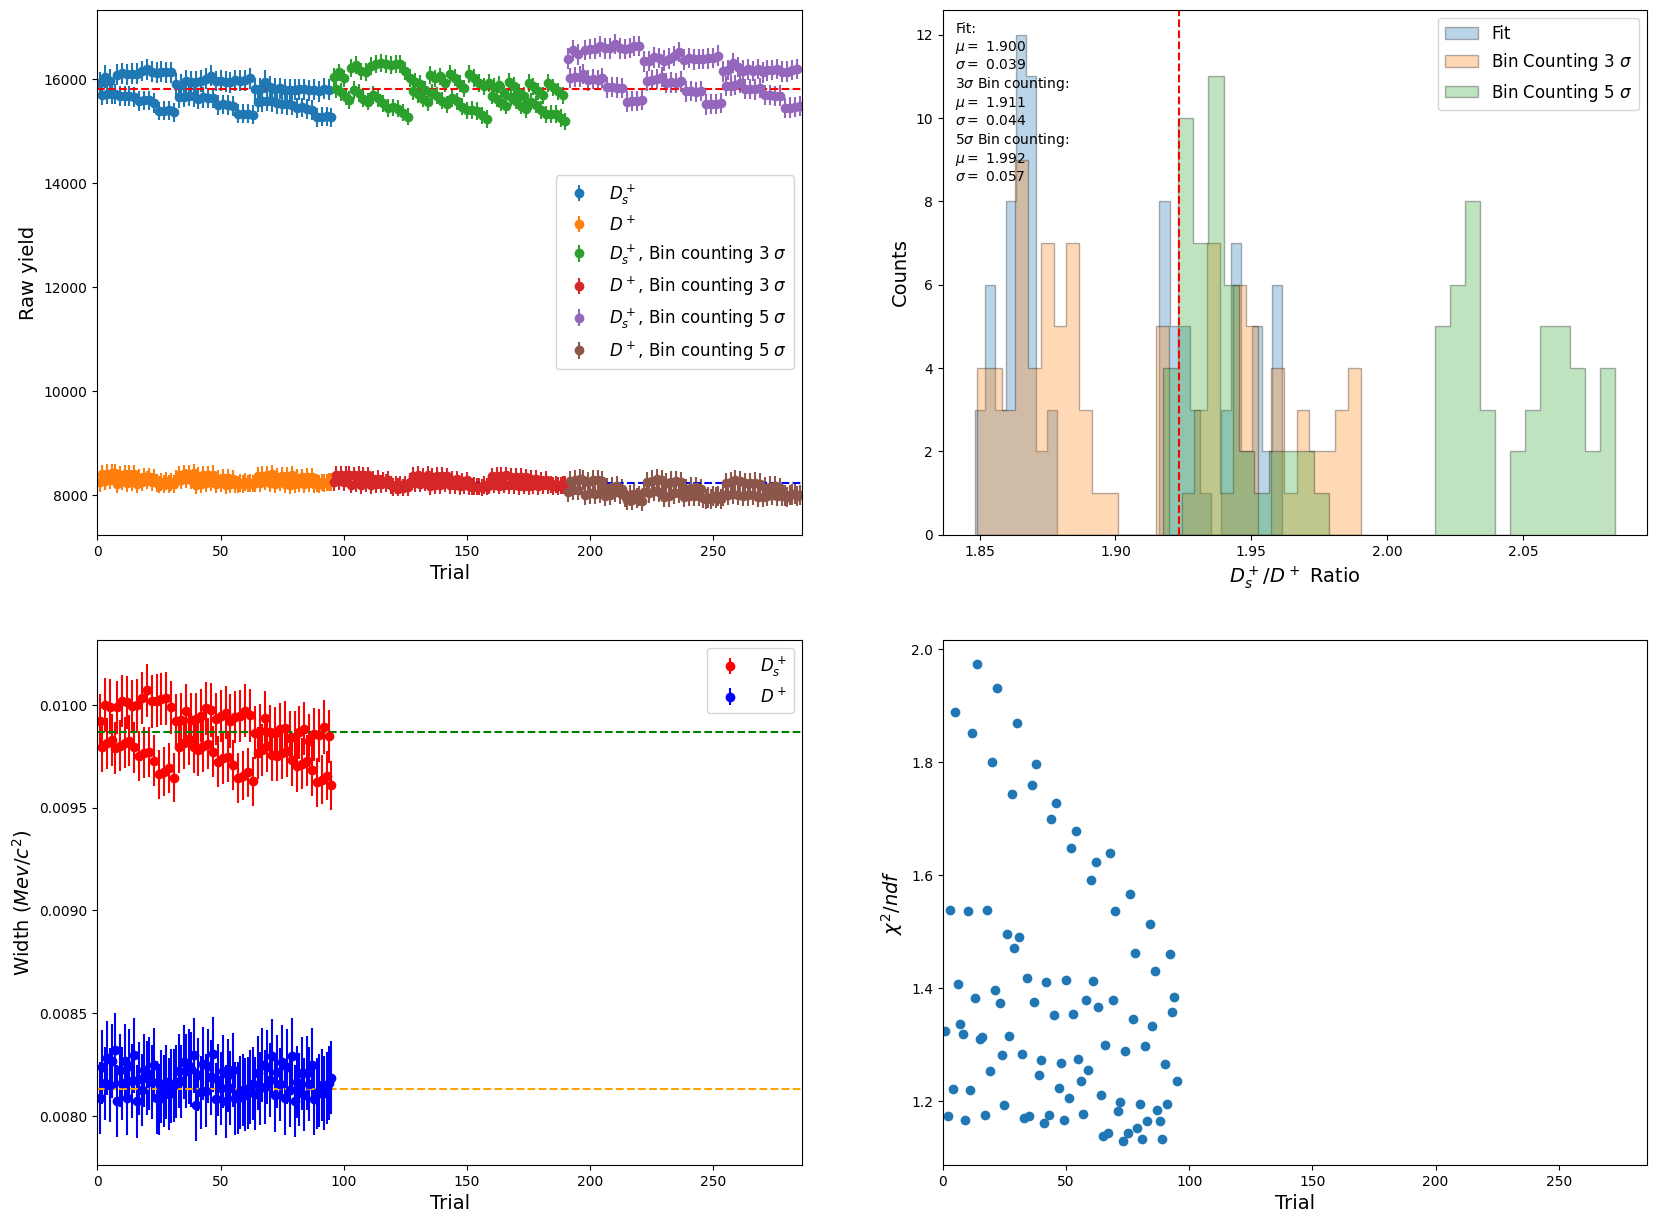 16000
14000
12000
10000
8000
Raw yield
0
50
100
150
200
250
Trial
$D_s^+$
$D^+$
$D_s^+$, Bin counting 3 σ
$D^+$, Bin counting 3 σ
$D_s^+$, Bin counting 5 σ
$D^+$, Bin counting 5 σ
12
10
8
6
4
2
0
Counts
Fit:
μ = 1.900
σ = 0.039
3σ Bin counting:
μ = 1.911
σ = 0.044
5σ Bin counting:
μ = 1.992
σ = 0.057
Fit
Bin Counting 3 σ
Bin Counting 5 σ
1.85
1.90
1.95
2.00
2.05
$D_s^+/D^+$ Ratio
0.0100
0.0095
0.0090
0.0085
0.0080
Width ($Mev/c^2$)
$D_s^+$
$D^+$
0
50
100
150
200
250
Trial
2.0
1.8
1.6
1.4
1.2
$χ^2/ndf$
0
50
100
150
200
250
Trial